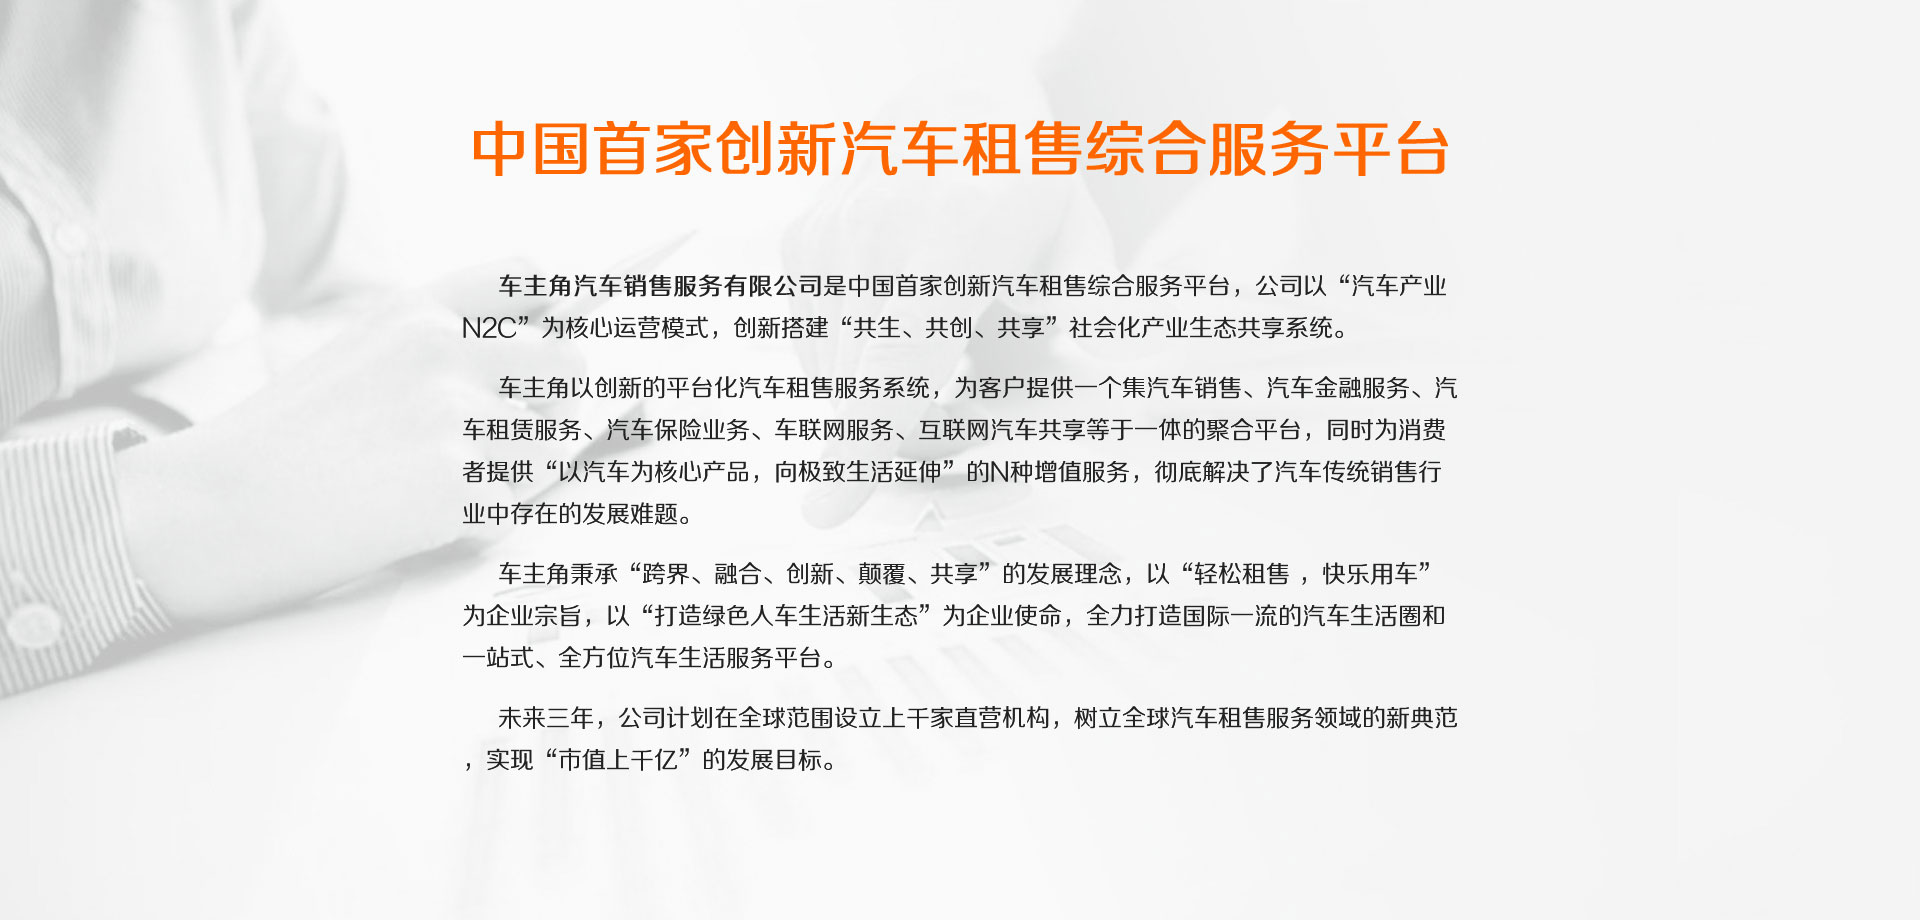 中国首家创新汽车租售综合服务平台
车主角汽车销售服务有限公司是中国首家创新汽车租售综合服务平台，公司以“汽车产业
N2C”为核心运营模式，创新搭建“共生、共创、共享”社会化产业生态共享系统。
车主角以创新的平台化汽车租售服务系统，为客户提供一个集汽车销售、汽车金融服务、汽
车租赁服务、汽车保险业务、车联网服务、互联网汽车共享等于一体的聚合平台，同时为消费
者提供“以汽车为核心产品，向极致生活延伸”的N种增值服务，彻底解决了汽车传统销售行
业中存在的发展难题。
车主角秉承“跨界、融合、创新、颠覆、共享”的发展理念，以“轻松租售 ，快乐用车”
为企业宗旨，以“打造绿色人车生活新生态”为企业使命，全力打造国际一流的汽车生活圈和
一站式、全方位汽车生活服务平台。
未来三年，公司计划在全球范围设立上千家直营机构，树立全球汽车租售服务领域的新典范
，实现“市值上千亿”的发展目标。